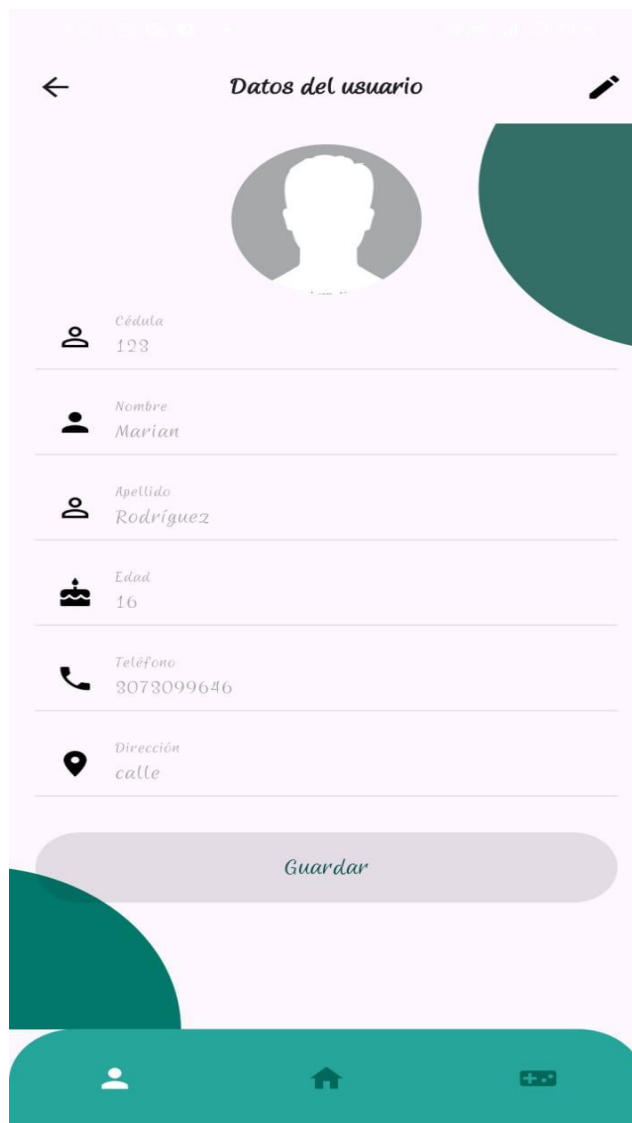 Datos del usuario
Cédula
123
Nombre
Marian
Apellido
Rodríguez
Edad
16
Teléfono
3073099646
Dirección
calle
Guardar